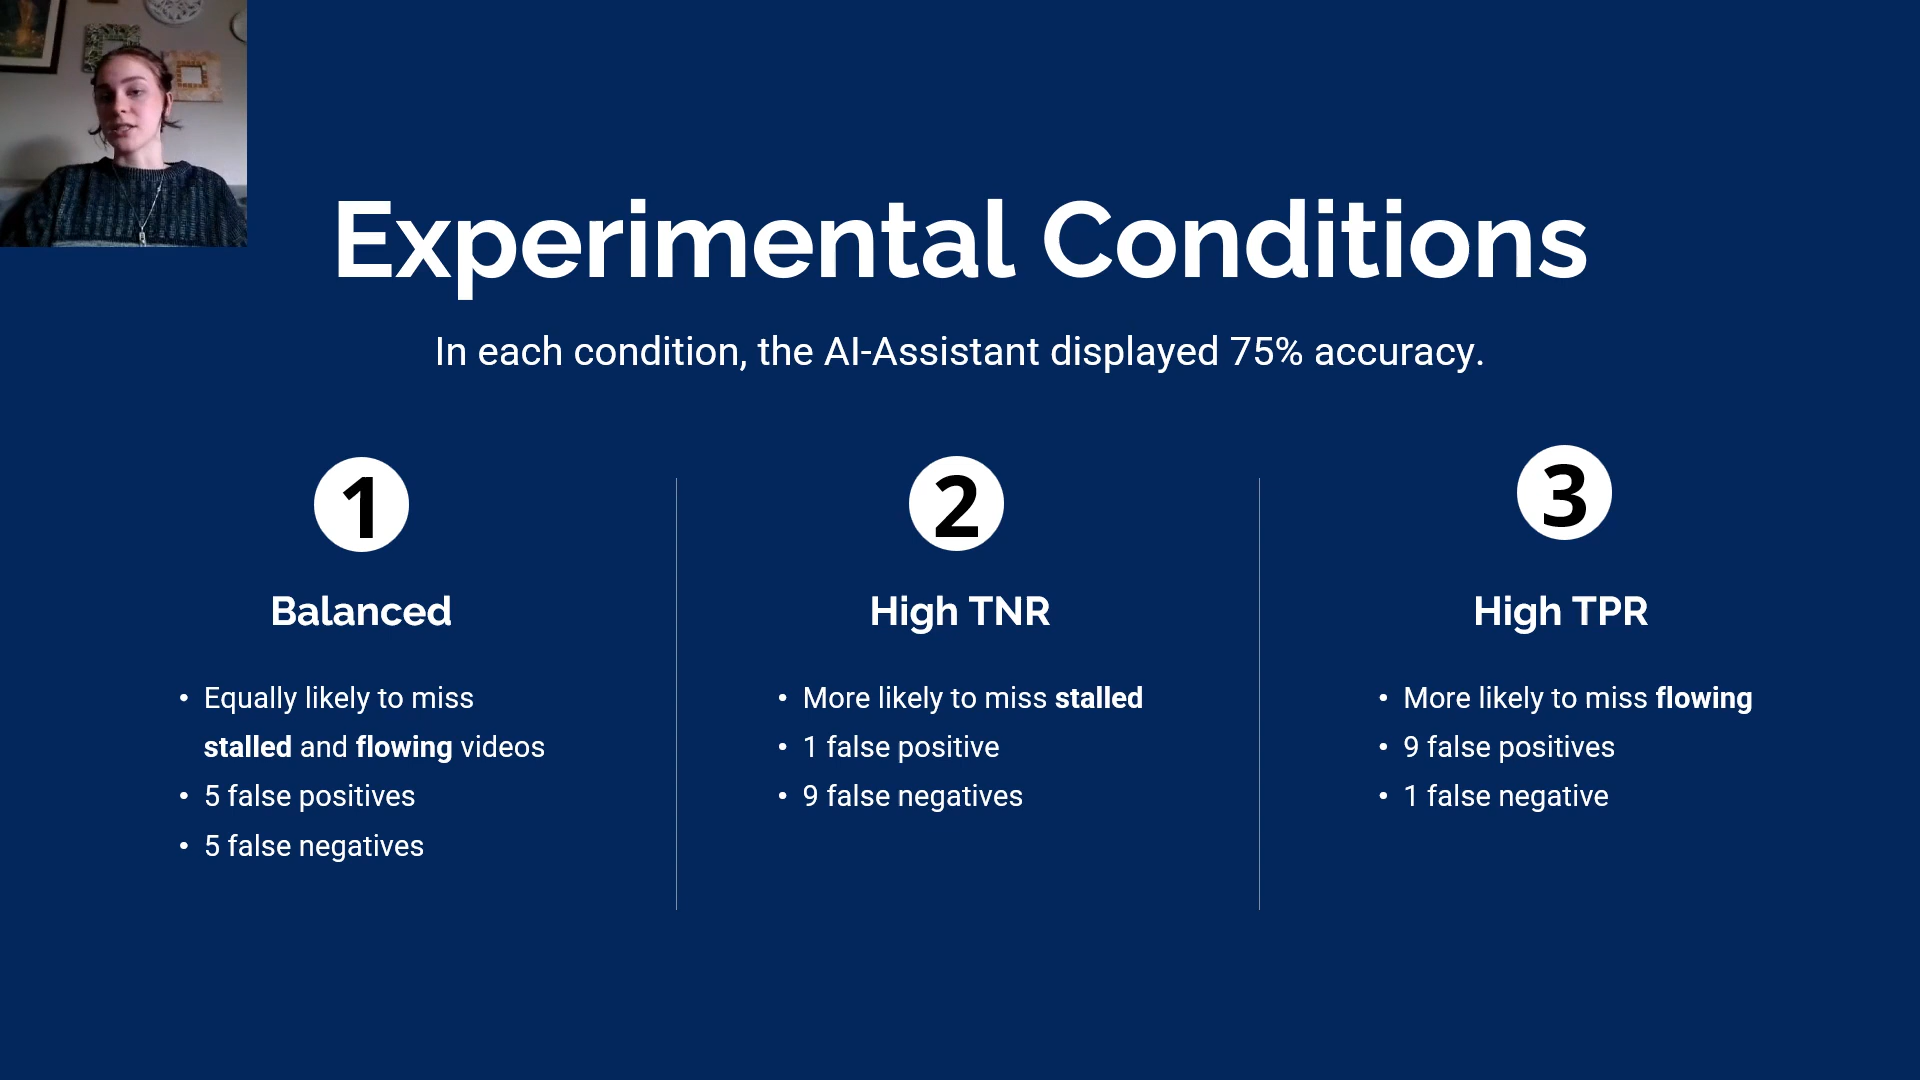 Experimental Conditions
In each condition, the AI-Assistant displayed 75% accuracy.
1
Balanced
• Equally likely to miss
stalled and flowing videos
• 5 false positives
• 5 false negatives
2
High TNR
• More likely to miss stalled
• 1 false positive
• 9 false negatives
3
High TPR
• More likely to miss flowing
• 9 false positives
• 1 false negative